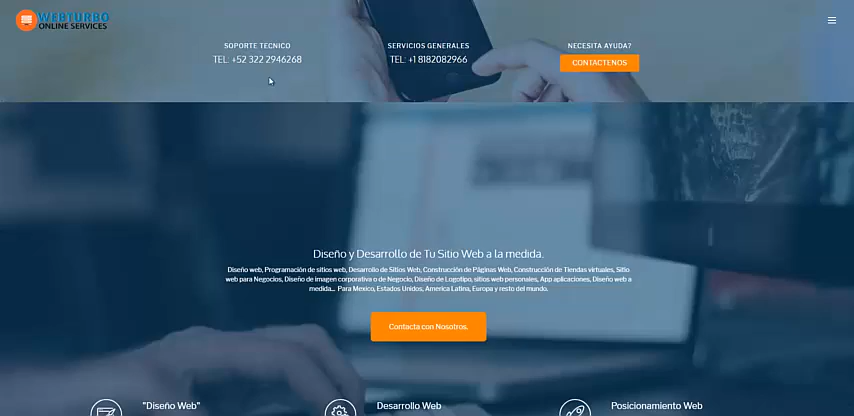 WEBTURBO
ONLINE SERVICES
SOPORTE TECNICO
SERVICIOS GENERALES
NECESITA AYUDA?
TEL: +52 322 2946268
TEL: +1 8182082966
CONTACTENOS
Diseño y Desarrollo de Tu Sitio Web a la medida.
Diseño web, Programación de sitios web, Desarrollo de Sitios Web, Construcción de Páginas Web, Construcción de Tiendas virtuales, Sitio
web para Negocios, Diseño de imagen corporativa o de Negocio, Diseño de Logotipo, sitios web personales, App aplicaciones, Diseño web a
medida... Para Mexico, Estados Unidos, America Latina, Europa y resto del mundo.
Contacta con Nosotros.
"Diseño Web"
Desarrollo Web
Posicionamiento Web